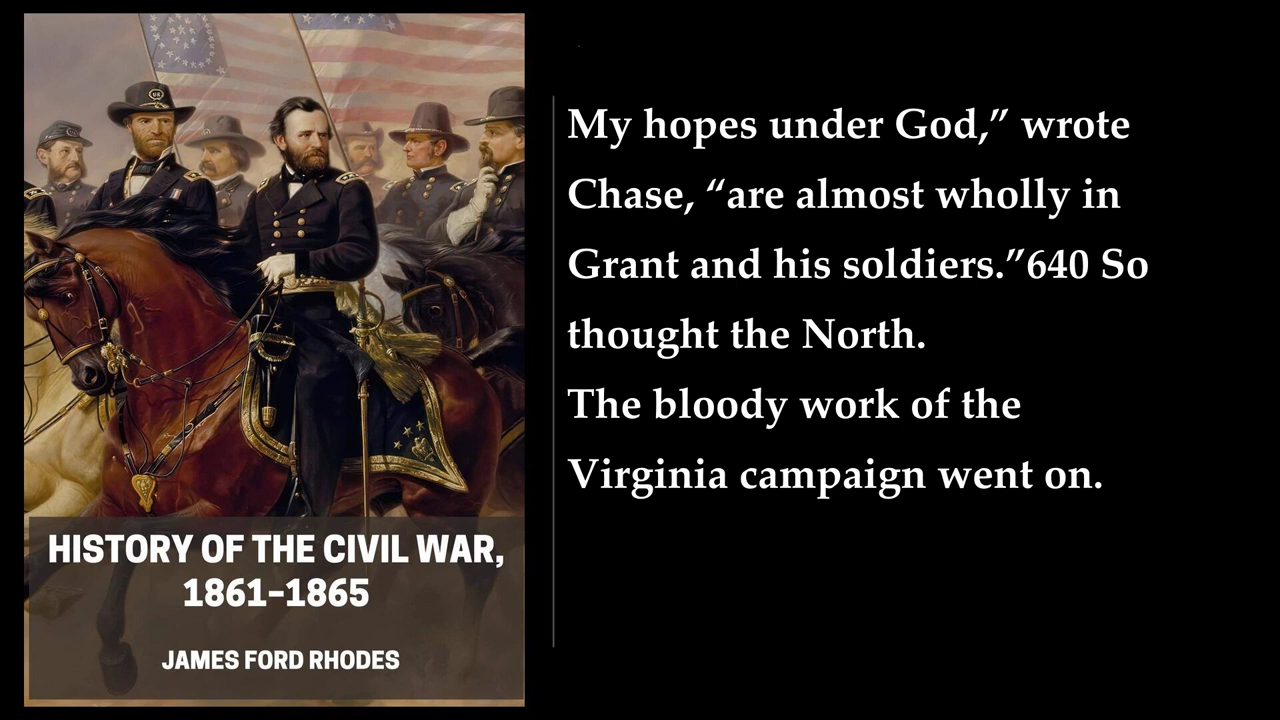 HISTORY OF THE CIVIL WAR,
1861–1865
JAMES FORD RHODES
My hopes under God,” wrote
Chase, “are almost wholly in
Grant and his soldiers.”640 So
thought the North.
The bloody work of the
Virginia campaign went on.